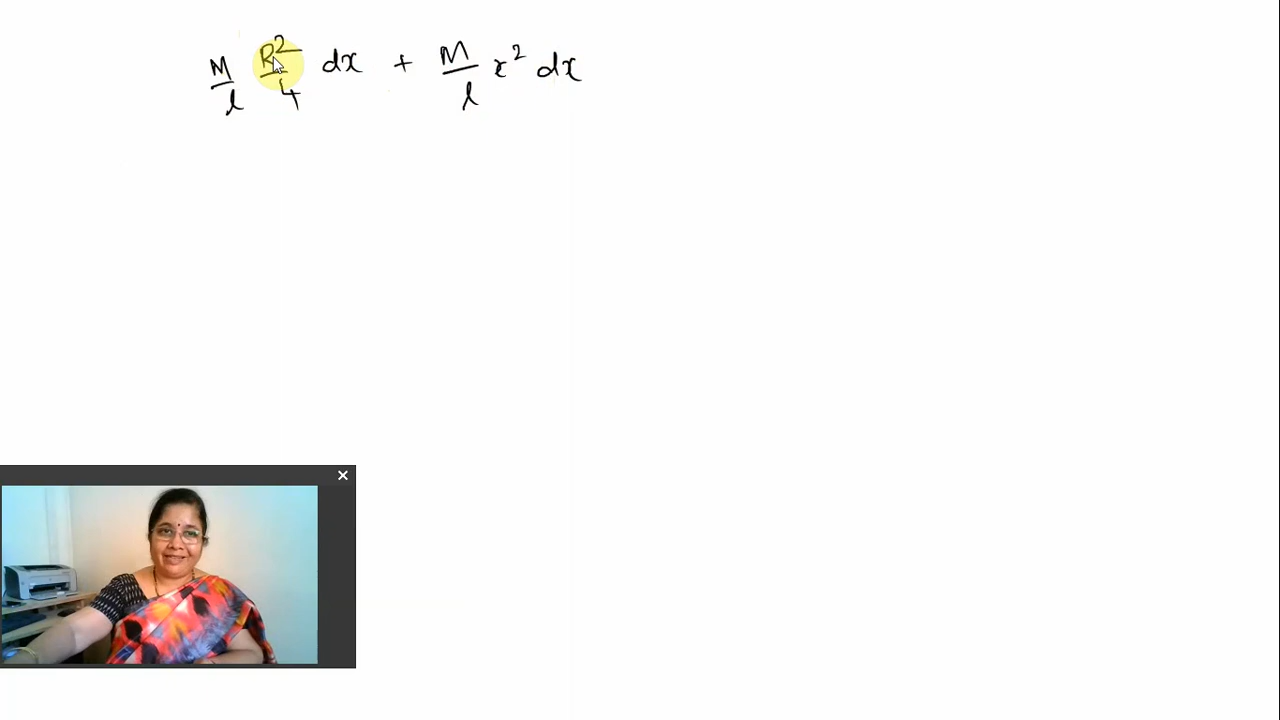 M/l R²/4 dx + M/l x² dx